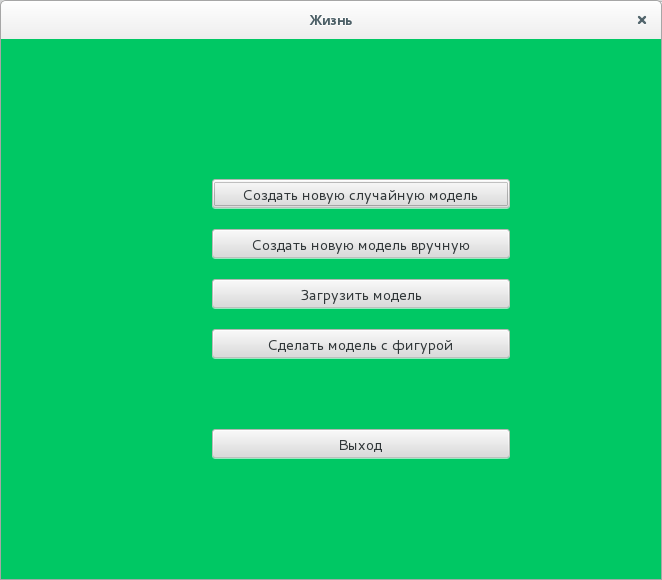 Жизнь
Создать новую случайную модель
Создать новую модель вручную
Загрузить модель
Сделать модель с фигурой
Выход